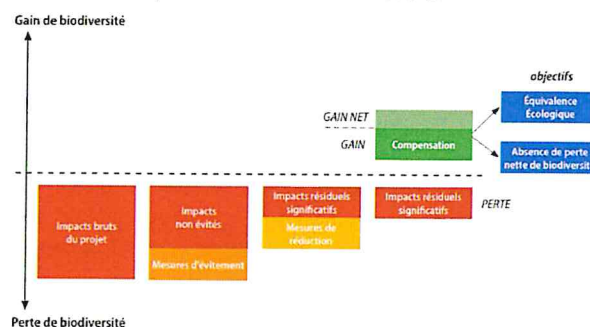 Gain de biodiversité
objectifs
Équivalence
Écologique
GAIN NET
GAIN
Compensation
Absence de perte
nette de biodiversit
Impacts bruts
du projet
Impacts
non évités
Mesures d'évitement
Impacts résiduels
significatifs
Mesures de
réduction
Impacts résiduels
significatifs
PERTE
Perte de biodiversité